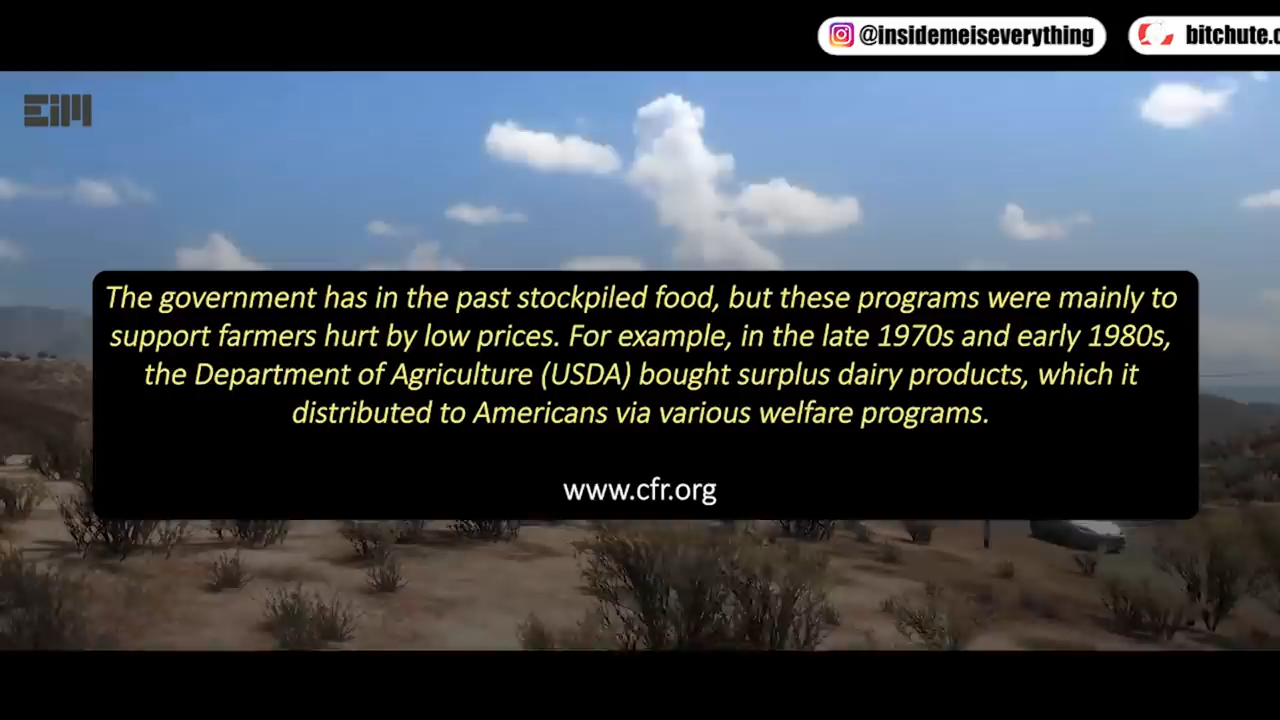 @insidemeiseverything
bitchute.c
EiM
The government has in the past stockpiled food, but these programs were mainly to
support farmers hurt by low prices. For example, in the late 1970s and early 1980s,
the Department of Agriculture (USDA) bought surplus dairy products, which it
distributed to Americans via various welfare programs.
www.cfr.org